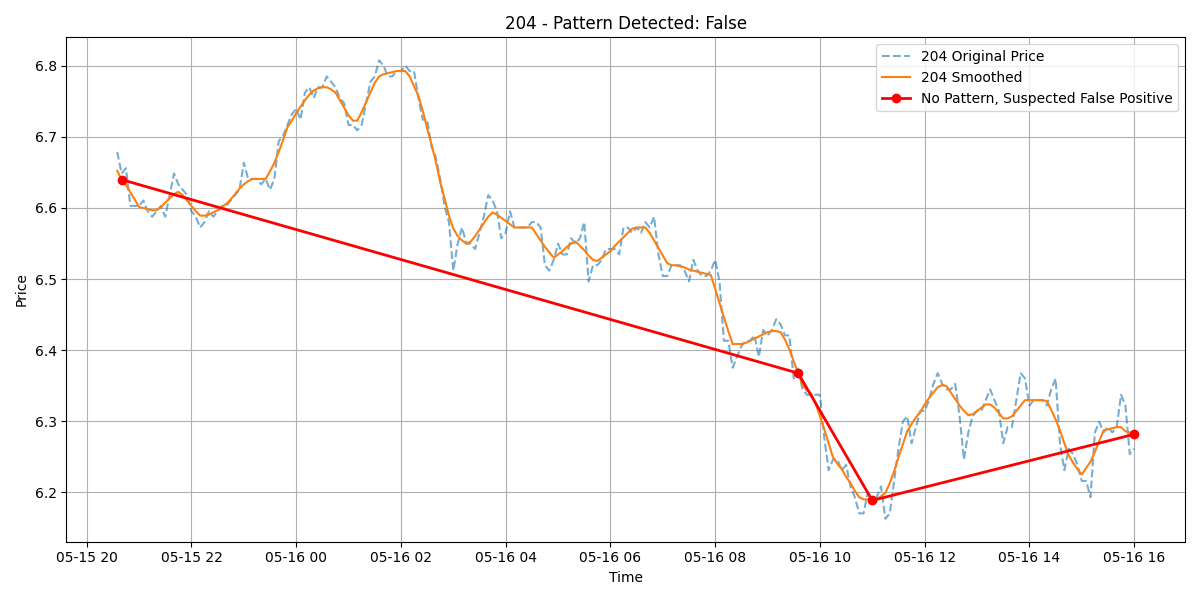 204 - Pattern Detected: False
204 Original Price
204 Smoothed
No Pattern, Suspected False Positive
Price
6.8
6.7
6.6
6.5
6.4
6.3
6.2
05-15 20 05-15 22 05-16 00 05-16 02 05-16 04 05-16 06 05-16 08 05-16 10 05-16 12 05-16 14 05-16 16
Time